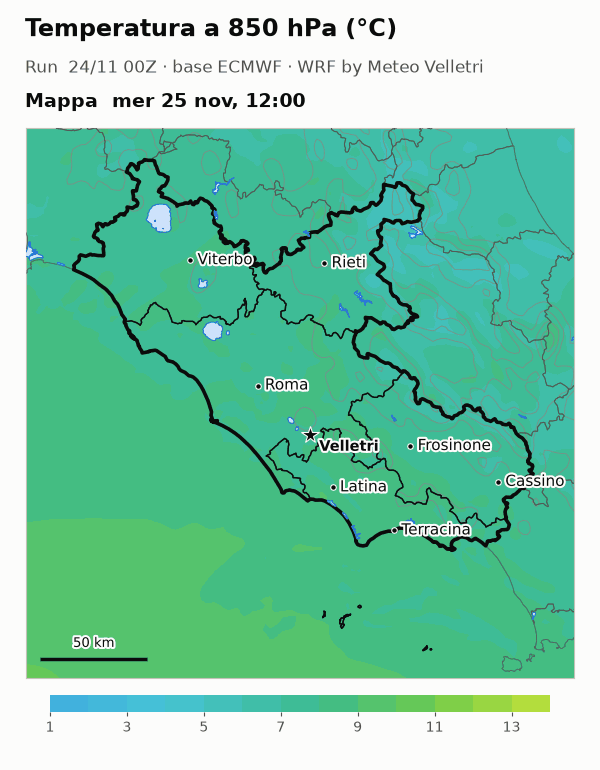 Temperatura a 850 hPa (°C)
Run  24/11 00Z · base ECMWF · WRF by Meteo Velletri
Mappa  mer 25 nov, 12:00
Viterbo
Rieti
Roma
Velletri
Frosinone
Cassino
Latina
Terracina
50 km
1 3 5 7 9 11 13